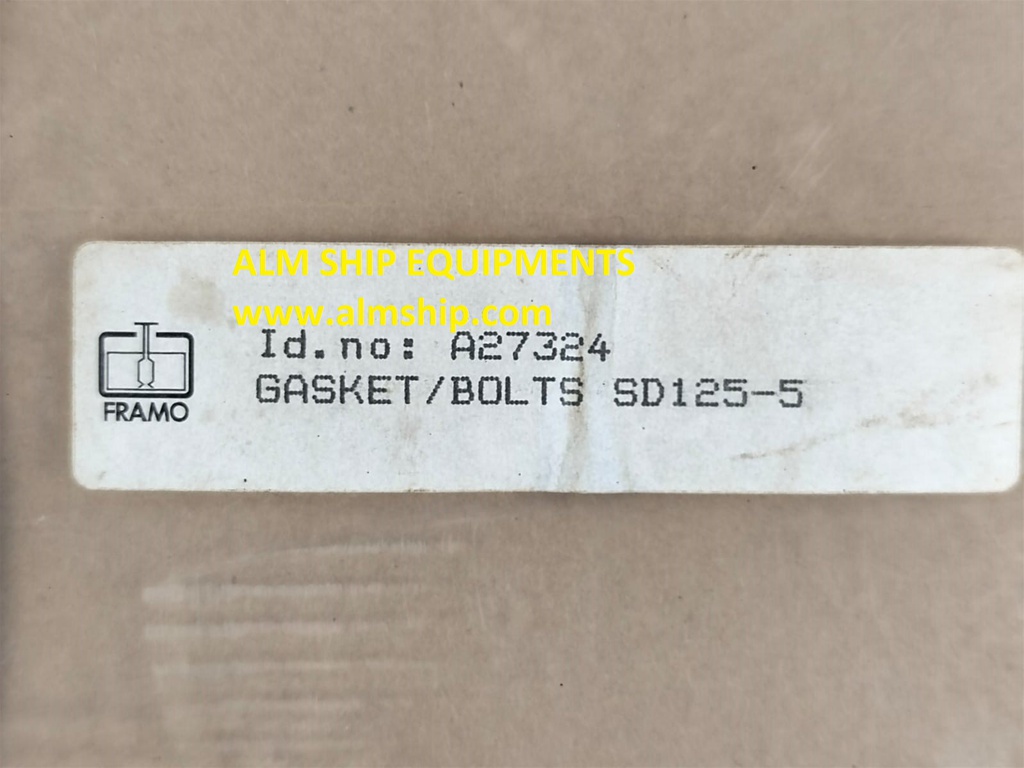 ALM SHIP EQUIPMENTS
www.almship.com
Id.no: A27324
GASKET/BOLTS SD125-5
FRAMO